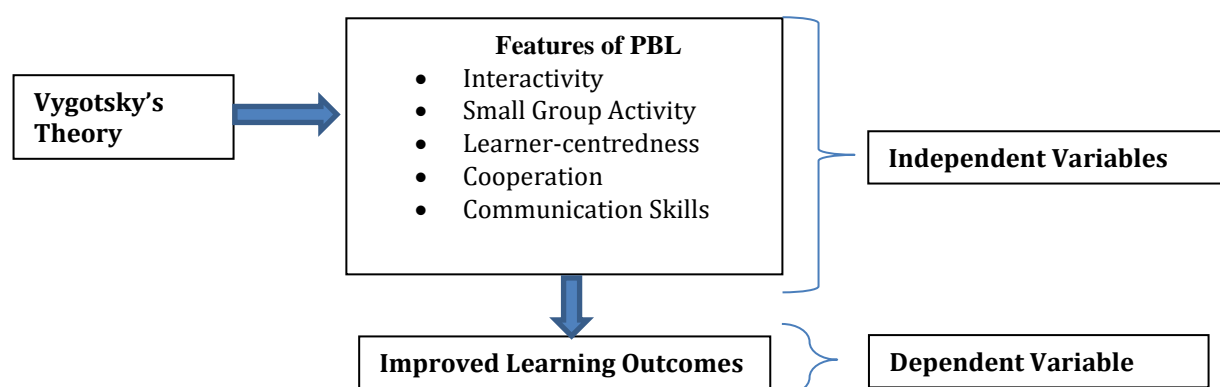 Features of PBL
• Interactivity
• Small Group Activity
• Learner-centredness
• Cooperation
• Communication Skills
Vygotsky's
Theory
Independent Variables
Improved Learning Outcomes
Dependent Variable